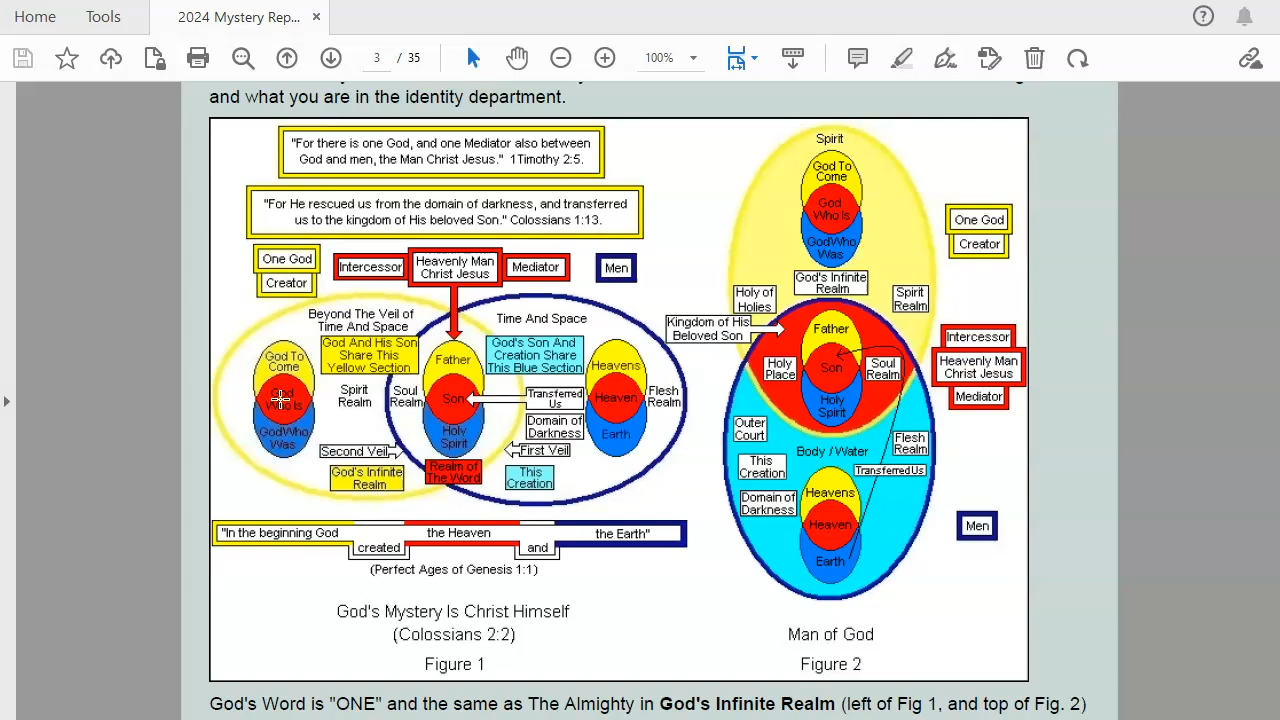 Home
Tools
2024 Mystery Rep...
3 / 35
100%
and what you are in the identity department.
"For there is one God, and one Mediator also between
God and men, the Man Christ Jesus."  1Timothy 2:5.
"For He rescued us from the domain of darkness, and transferred
us to the kingdom of His beloved Son." Colossians 1:13.
One God
Creator
Intercessor
Heavenly Man
Christ Jesus
Mediator
Men
Beyond The Veil of
Time And Space
Time And Space
God And His Son
Share This
Yellow Section
God's Son And
Creation Share
This Blue Section
God To
Come
God
Who Is
GodWho
Was
Spirit
Realm
Soul
Realm
Father
Son
Holy
Spirit
Transferred
Us
Domain of
Darkness
Heavens
Heaven
Earth
Flesh
Realm
Second Veil
First Veil
God's Infinite
Realm
Realm of
The Word
This
Creation
"In the beginning God
created
the Heaven
and
the Earth"
(Perfect Ages of Genesis 1:1)
God's Mystery Is Christ Himself
(Colossians 2:2)
Figure 1
Spirit
God To
Come
God
Who Is
GodWho
Was
God's Infinite
Realm
One God
Creator
Holy of
Holies
Spirit
Realm
Kingdom of His
Beloved Son
Father
Son
Holy
Spirit
Holy
Place
Soul
Realm
Intercessor
Heavenly Man
Christ Jesus
Mediator
Outer
Court
Body / Water
Flesh
Realm
This
Creation
Transferred Us
Domain of
Darkness
Heavens
Heaven
Earth
Men
Man of God
Figure 2
God's Word is "ONE" and the same as The Almighty in God's Infinite Realm (left of Fig 1, and top of Fig. 2)